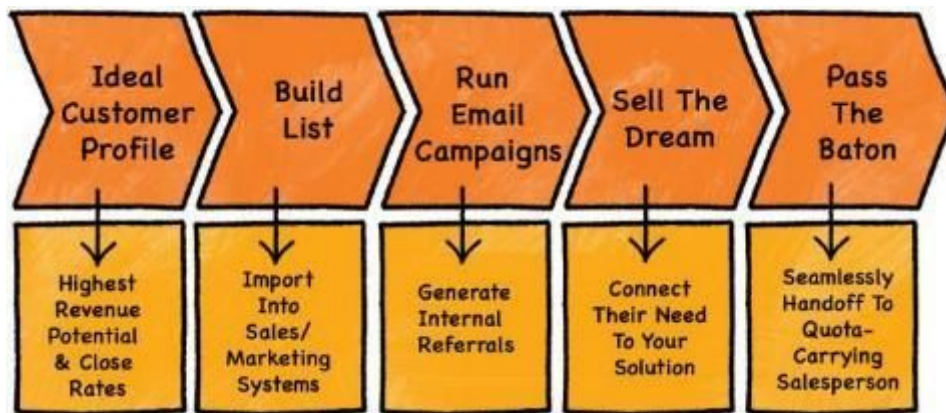 Ideal
Customer
Profile
Build
List
Run
Email
Campaigns
Sell The
Dream
Pass
The
Baton
Highest
Revenue
Potential
& Close
Rates
Import
Into
Sales/
Marketing
Systems
Generate
Internal
Referrals
Connect
Their Need
To Your
Solution
Seamlessly
Handoff To
Quota-
Carrying
Salesperson